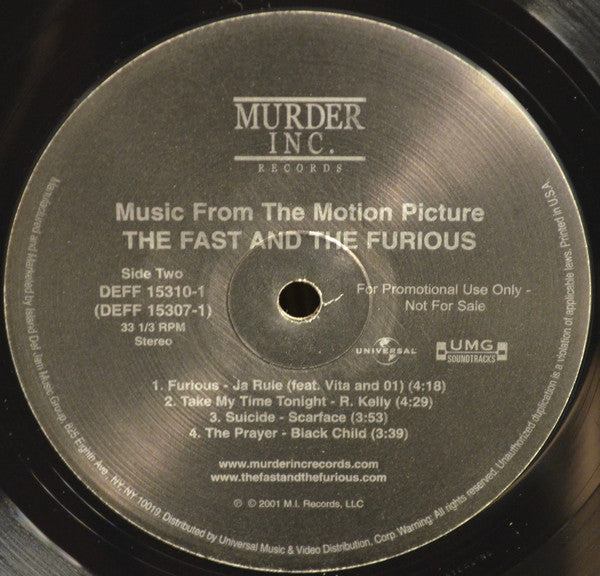 MURDER
INC.
RECORDS
Music From The Motion Picture
THE FAST AND THE FURIOUS
Side Two
DEFF 15310-1
(DEFF 15307-1)
33 1/3 RPM
Stereo
For Promotional Use Only -
Not For Sale
UNIVERSAL
UMG
SOUNDTRACKS
1. Furious - Ja Rule (feat. Vita and 01) (4:18)
2. Take My Time Tonight - R. Kelly (4:29)
3. Suicide - Scarface (3:53)
4. The Prayer - Black Child (3:39)
www.murderincrecords.com
www.thefastandthefurious.com
℗ © 2001 M.I. Records, LLC
Manufactured and Marketed by Island Def Jam Music Group 825 Eighth Ave., NY, NY 10019. Distributed by Universal Music & Video Distribution, Corp. Warning: All rights reserved. Unauthorized duplication is a violation of applicable laws. Printed in U.S.A.